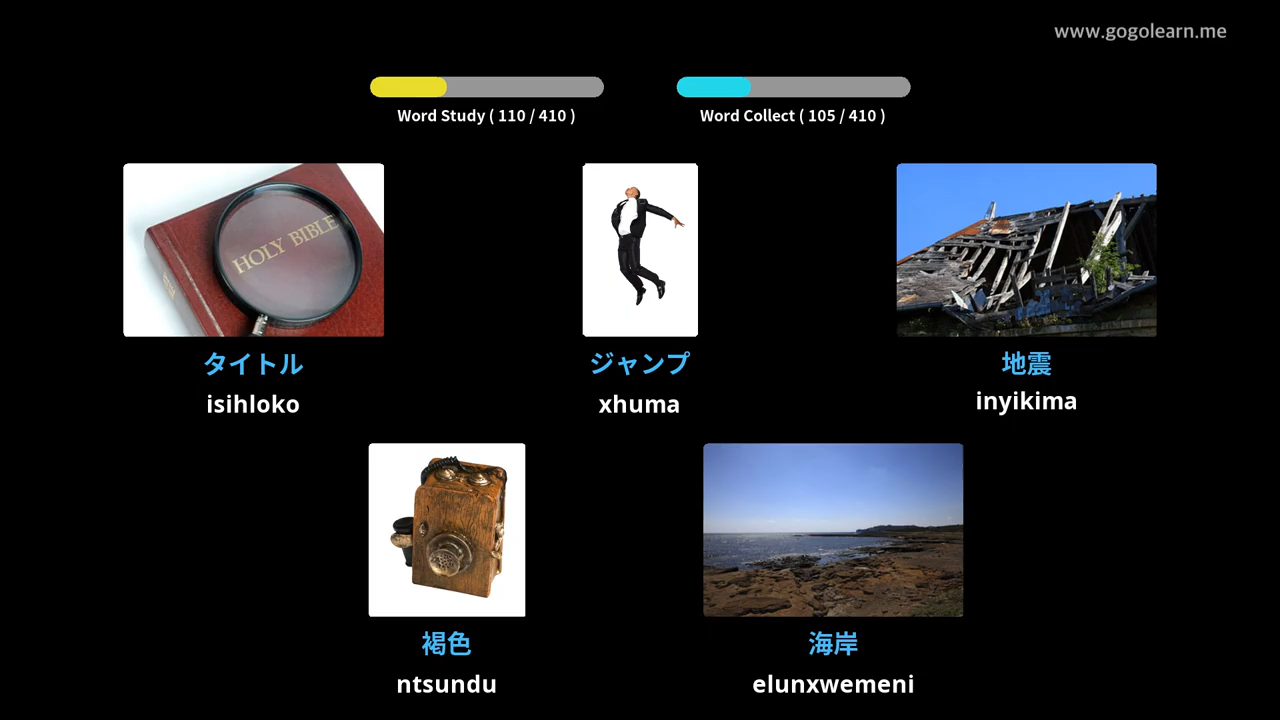 www.gogolearn.me
Word Study ( 110 / 410 )
Word Collect ( 105 / 410 )
HOLY BIBLE
タイトル
isihloko
ジャンプ
xhuma
地震
inyikima
褐色
ntsundu
海岸
elunxwemeni